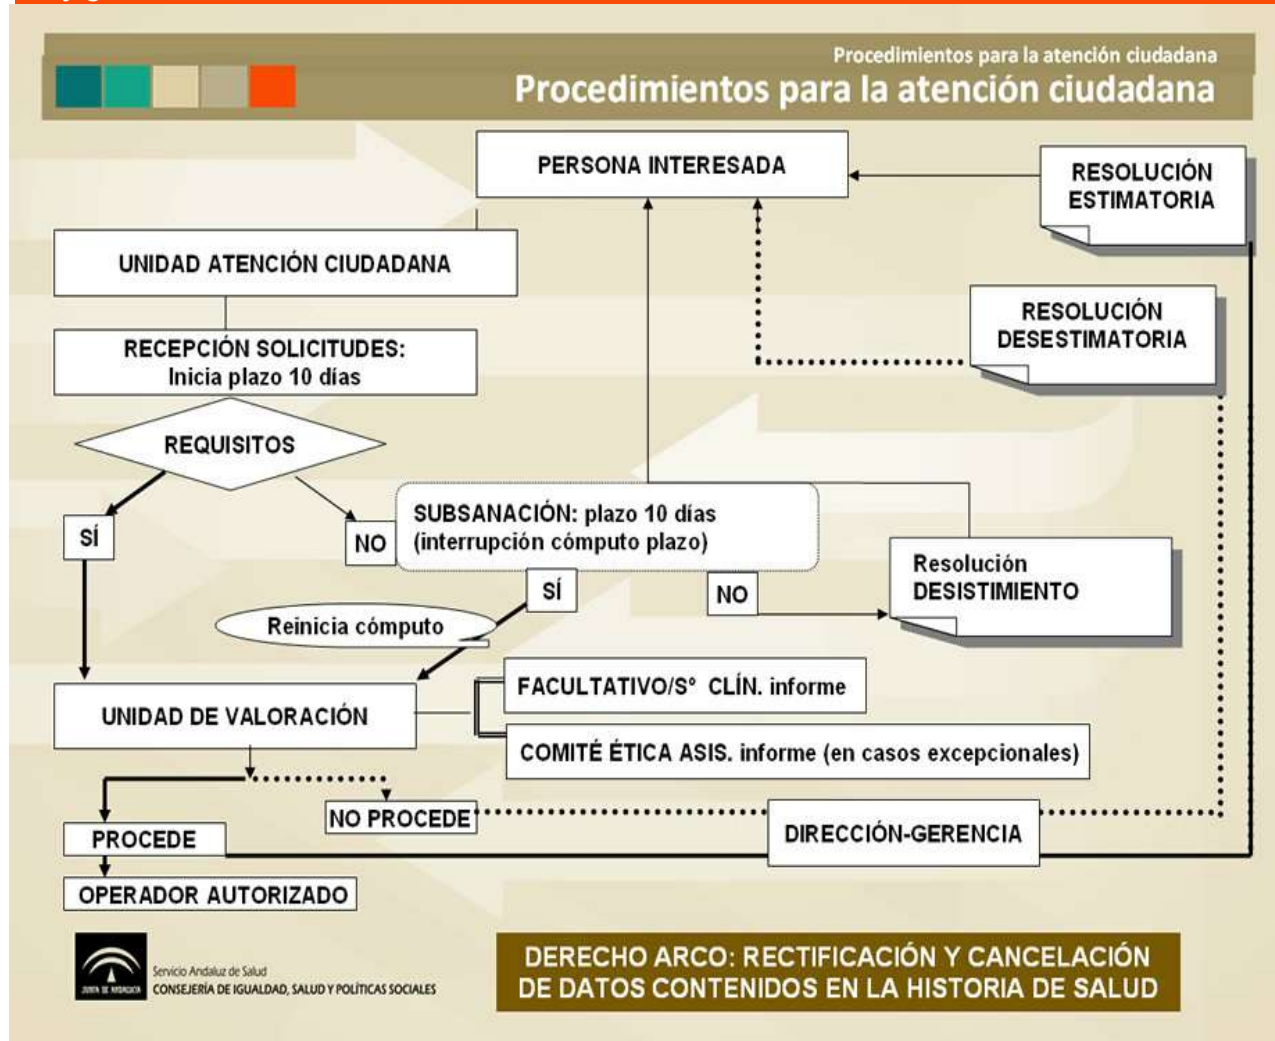 Procedimientos para la atención ciudadana
Procedimientos para la atención ciudadana
PERSONA INTERESADA
RESOLUCIÓN
ESTIMATORIA
UNIDAD ATENCIÓN CIUDADANA
RESOLUCIÓN
DESESTIMATORIA
RECEPCIÓN SOLICITUDES:
Inicia plazo 10 días
REQUISITOS
SÍ
NO
SUBSANACIÓN: plazo 10 días
(interrupción cómputo plazo)
SÍ
NO
Resolución
DESISTIMIENTO
Reinicia cómputo
UNIDAD DE VALORACIÓN
FACULTATIVO/Sº CLÍN. informe
COMITÉ ÉTICA ASIS. informe (en casos excepcionales)
NO PROCEDE
PROCEDE
DIRECCIÓN-GERENCIA
OPERADOR AUTORIZADO
JUNTA DE ANDALUCIA
Servicio Andaluz de Salud
CONSEJERÍA DE IGUALDAD, SALUD Y POLÍTICAS SOCIALES
DERECHO ARCO: RECTIFICACIÓN Y CANCELACIÓN
DE DATOS CONTENIDOS EN LA HISTORIA DE SALUD